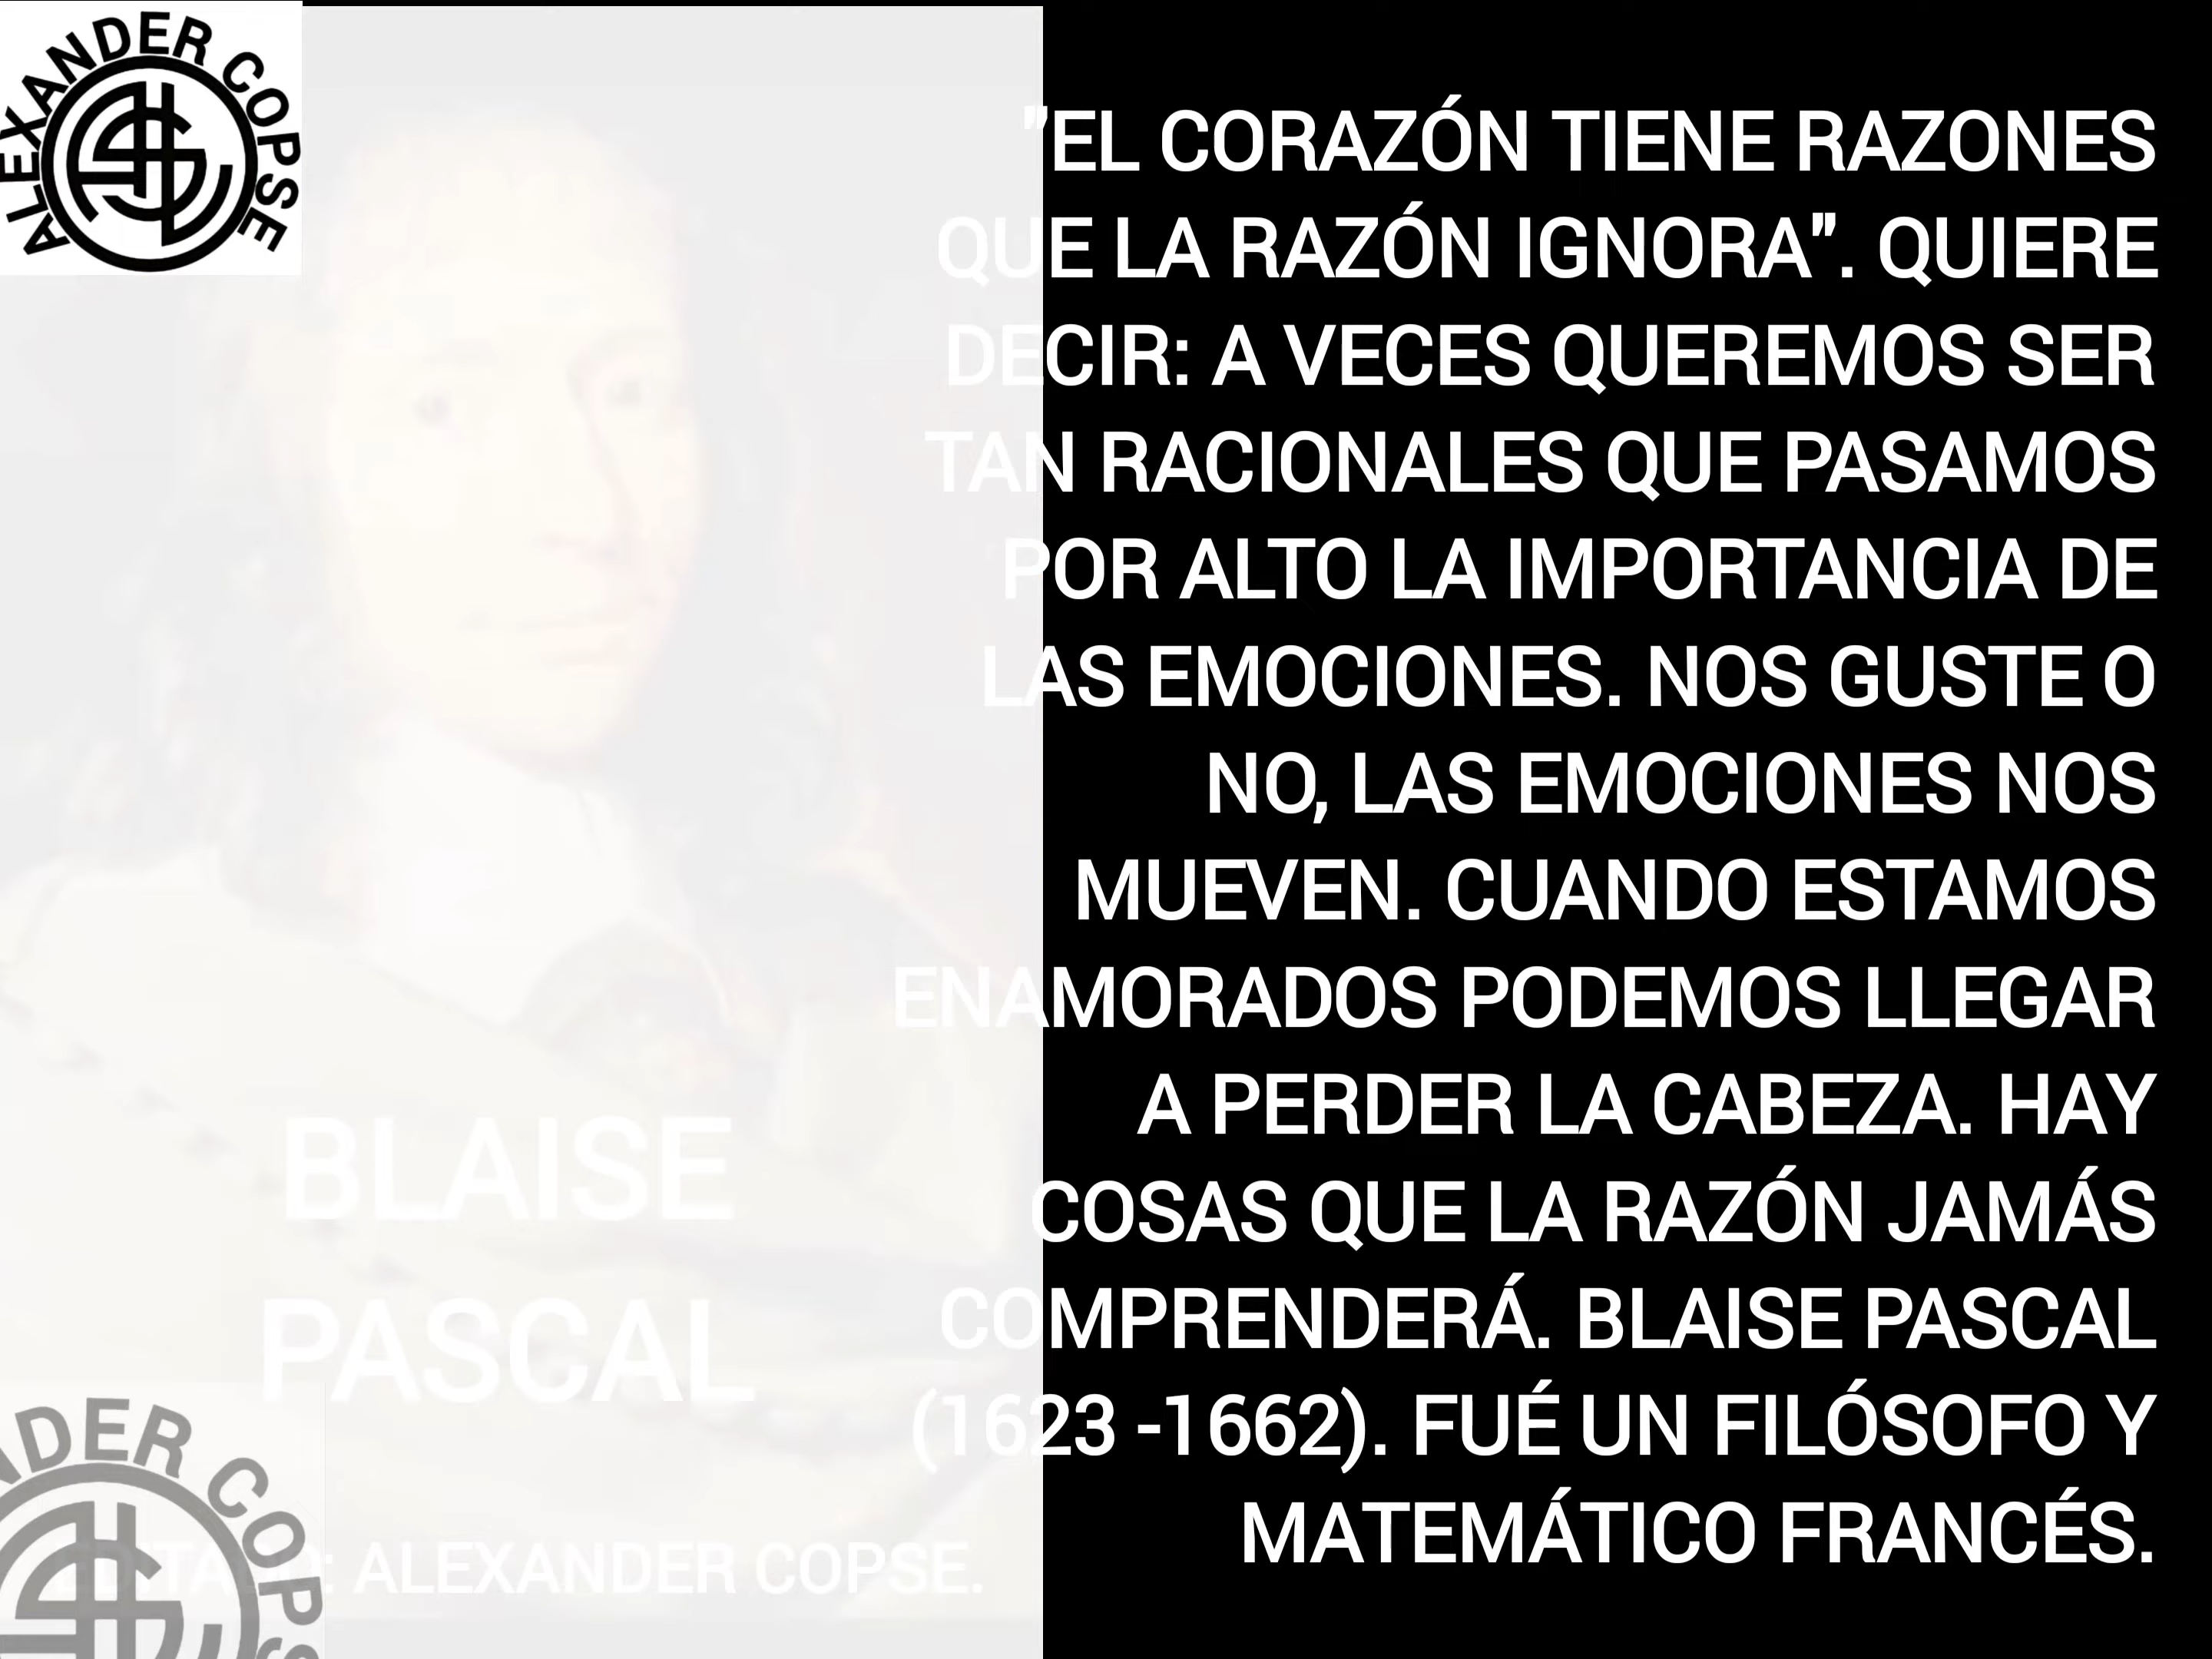 ALEXANDER COPSE
"EL CORAZÓN TIENE RAZONES
QUE LA RAZÓN IGNORA". QUIERE
DECIR: A VECES QUEREMOS SER
TAN RACIONALES QUE PASAMOS
POR ALTO LA IMPORTANCIA DE
LAS EMOCIONES. NOS GUSTE O
NO, LAS EMOCIONES NOS
MUEVEN. CUANDO ESTAMOS
ENAMORADOS PODEMOS LLEGAR
A PERDER LA CABEZA. HAY
COSAS QUE LA RAZÓN JAMÁS
COMPRENDERÁ. BLAISE PASCAL
(1623 -1662). FUÉ UN FILÓSOFO Y
MATEMÁTICO FRANCÉS.
BLAISE
PASCAL
: ALEXANDER COPSE.